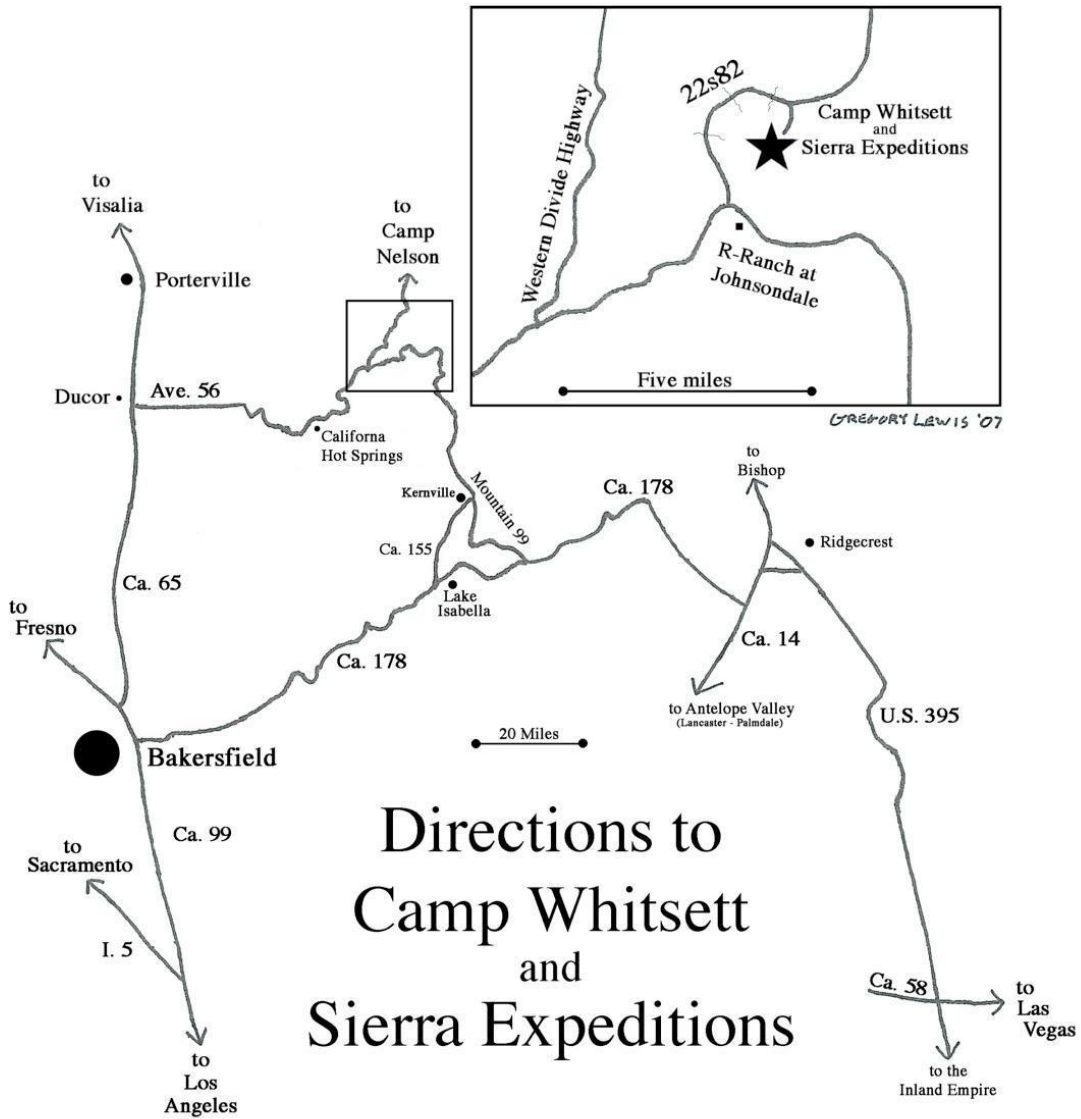 22s82
Camp Whitsett
and
Sierra Expeditions
Western Divide Highway
R-Ranch at
Johnsondale
Five miles
GREGORY LEWIS '07
to
Visalia
Porterville
to
Camp
Nelson
Ducor
Ave. 56
Californa
Hot Springs
Kernville
Mountain 99
Ca. 178
to
Bishop
Ridgecrest
Ca. 155
Lake
Isabella
Ca. 65
to
Fresno
Ca. 178
Ca. 14
to Antelope Valley
(Lancaster - Palmdale)
U.S. 395
20 Miles
Bakersfield
Ca. 99
to
Sacramento
I. 5
Directions to
Camp Whitsett
and
Sierra Expeditions
Ca. 58
to
Las
Vegas
to
Los
Angeles
to the
Inland Empire